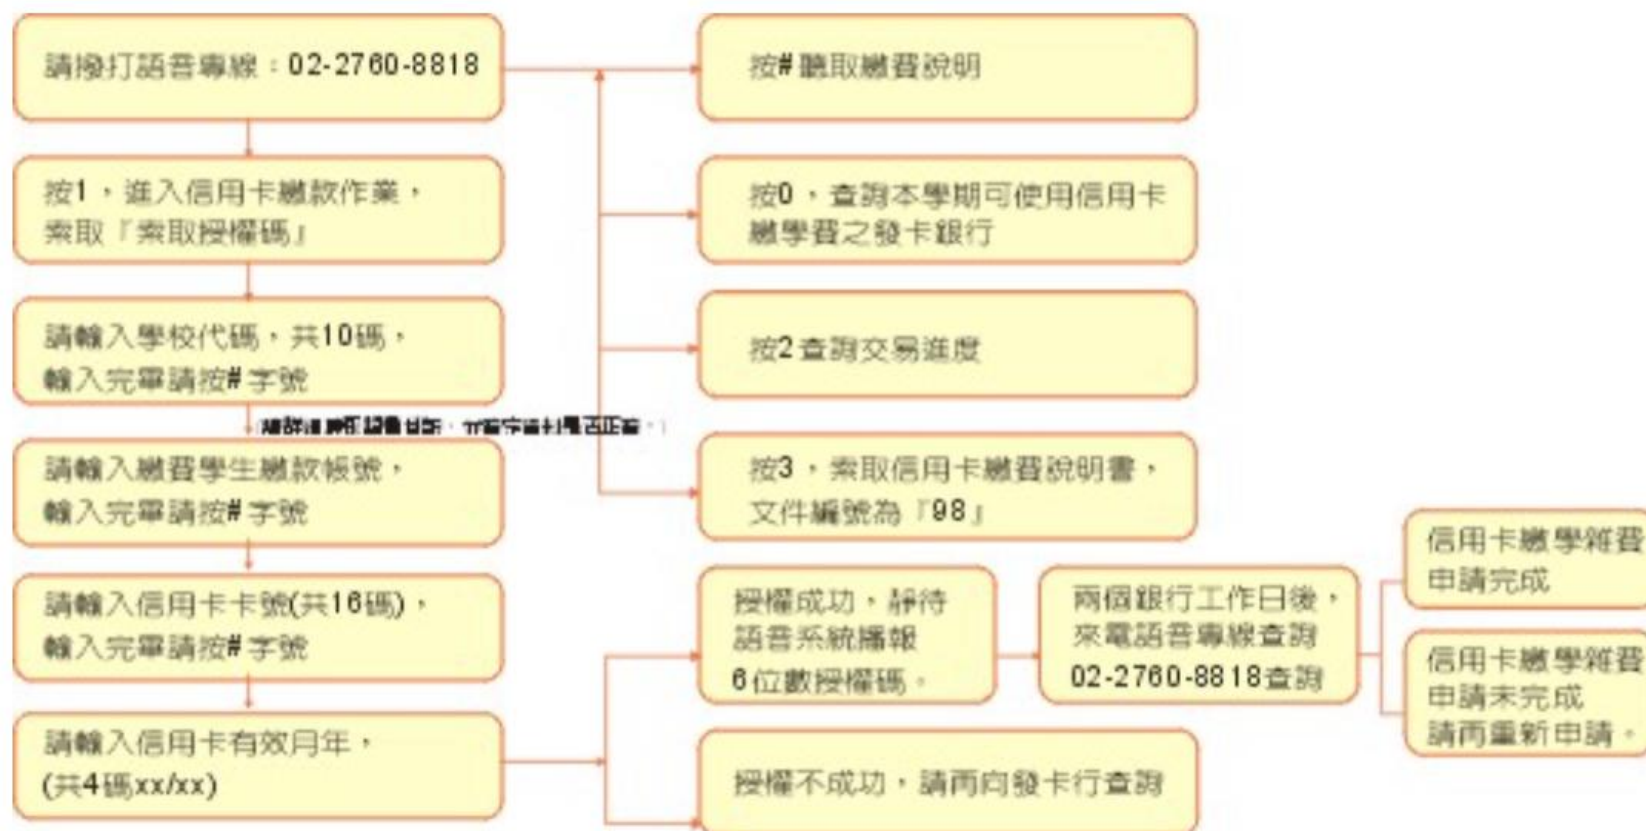 請撥打語音專線：02-2760-8818
按1，進入信用卡繳款作業，
索取『索取授權碼』
請輸入學校代碼，共10碼，
輸入完畢請按#字號
請輸入繳費學生繳款帳號，
輸入完畢請按#字號
請輸入信用卡卡號(共16碼)，
輸入完畢請按#字號
請輸入信用卡有效月年，
(共4碼xx/xx)
按#聽取繳費說明
按0，查詢本學期可使用信用卡
繳學費之發卡銀行
按2查詢交易進度
按3，索取信用卡繳費說明書，
文件編號為『98』
授權成功，靜待
語音系統播報
6位數授權碼。
兩個銀行工作日後，
來電語音專線查詢
02-2760-8818查詢
信用卡繳學雜費
申請完成
信用卡繳學雜費
申請未完成
請再重新申請。
授權不成功，請再向發卡行查詢